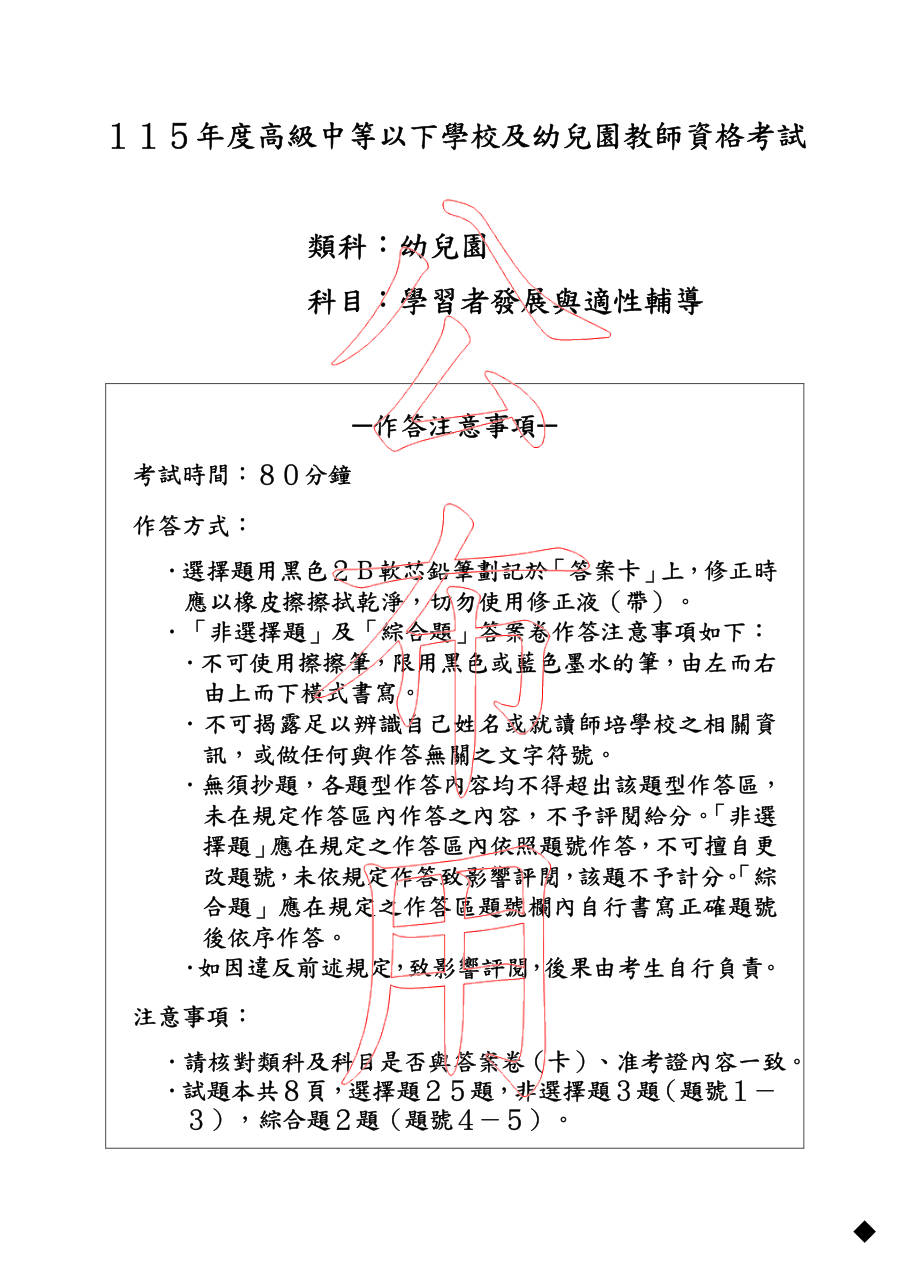 115年度高級中等以下學校及幼兒園教師資格考試
類科：幼兒園
科目：學習者發展與適性輔導
－作答注意事項－
考試時間：80分鐘
作答方式：
・選擇題用黑色2B軟芯鉛筆劃記於「答案卡」上，修正時
應以橡皮擦擦拭乾淨，切勿使用修正液（帶）。
・「非選擇題」及「綜合題」答案卷作答注意事項如下：
・不可使用擦擦筆，限用黑色或藍色墨水的筆，由左而右
由上而下橫式書寫。
・不可揭露足以辨識自己姓名或就讀師培學校之相關資
訊，或做任何與作答無關之文字符號。
・無須抄題，各題型作答內容均不得超出該題型作答區，
未在規定作答區內作答之內容，不予評閱給分。「非選
擇題」應在規定之作答區內依照題號作答，不可擅自更
改題號，未依規定作答致影響評閱，該題不予計分。「綜
合題」應在規定之作答區題號欄內自行書寫正確題號
後依序作答。
・如因違反前述規定，致影響評閱，後果由考生自行負責。
注意事項：
・請核對類科及科目是否與答案卷（卡）、准考證內容一致。
・試題本共8頁，選擇題25題，非選擇題3題（題號1－
3），綜合題2題（題號4－5）。
公布用